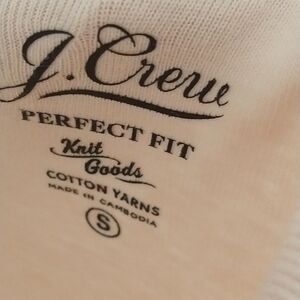 J.Crew
PERFECT FIT
Knit
Goods
COTTON YARNS
MADE IN CAMBODIA
S